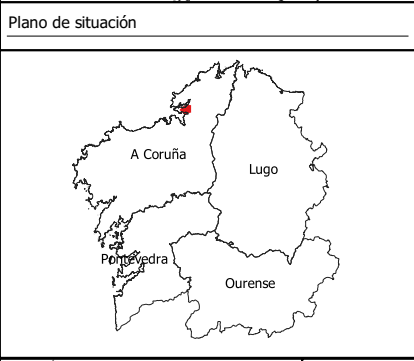 Plano de situación
A Coruña
Lugo
Pontevedra
Ourense